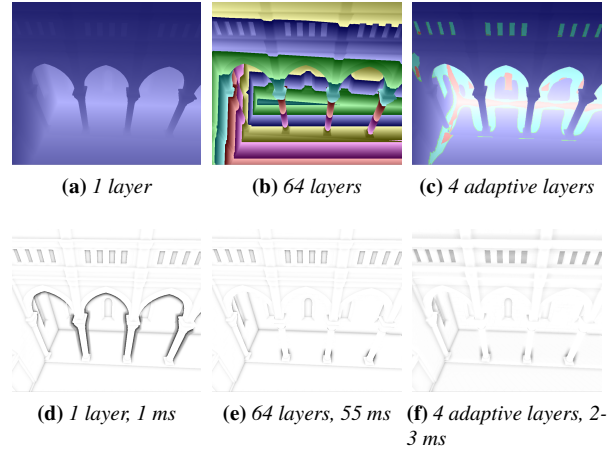 (a) 1 layer
(b) 64 layers
(c) 4 adaptive layers
(d) 1 layer, 1 ms
(e) 64 layers, 55 ms
(f) 4 adaptive layers, 2-
3 ms